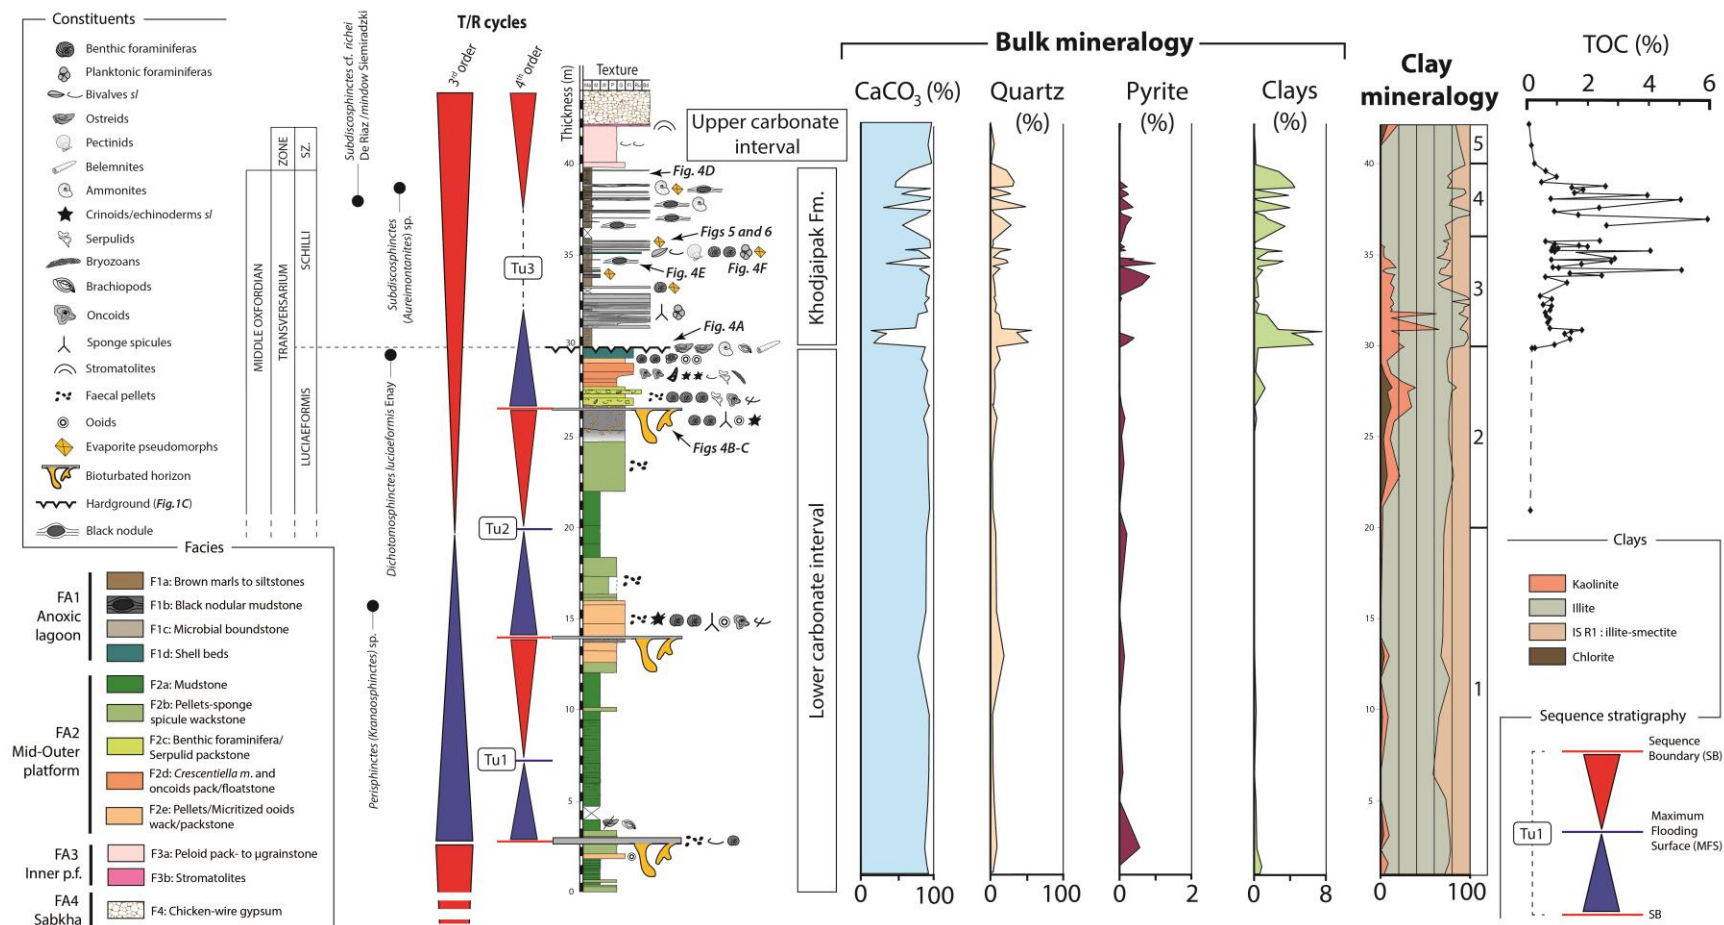 Constituents
Benthic foraminiferas
Planktonic foraminiferas
Bivalves sl
Ostreids
Pectinids
Belemnites
Ammonites
Crinoids/echinoderms sl
Serpulids
Bryozoans
Brachiopods
Oncoids
Sponge spicules
Stromatolites
Faecal pellets
Ooids
Evaporite pseudomorphs
Bioturbated horizon
Hardground (Fig.1C)
Black nodule
Facies
FA1
Anoxic
lagoon
F1a: Brown marls to siltstones
F1b: Black nodular mudstone
F1c: Microbial boundstone
F1d: Shell beds
FA2
Mid-Outer
platform
F2a: Mudstone
F2b: Pellets-sponge
spicule wackstone
F2c: Benthic foraminifera/
Serpulid packstone
F2d: Crescentiella m. and
oncoids pack/floatstone
F2e: Pellets/Micritized ooids
wack/packstone
FA3
Inner p.f.
F3a: Peloid pack- to µgrainstone
F3b: Stromatolites
FA4
Sabkha
F4: Chicken-wire gypsum
ZONE
SZ.
MIDDLE OXFORDIAN
TRANSVERSARIUM
SCHILLI
LUCIAEFORMIS
Subdiscosphinctes cf. richei
De Riaz /mindow Siemiradzki
Subdiscosphinctes
(Aureimontanites) sp.
Dichotomosphinctes luciaeformis Enay
Perisphinctes (Kranaosphinctes) sp.
T/R cycles
3rd order
4th order
Tu3
Tu2
Tu1
Thickness (m)
Texture
40
35
30
25
20
15
10
5
0
Fig. 4D
Figs 5 and 6
Fig. 4E
Fig. 4F
Fig. 4A
Figs 4B-C
Upper carbonate
interval
Khodjaipak Fm.
Lower carbonate interval
Bulk mineralogy
CaCO3 (%)
Quartz
(%)
Pyrite
(%)
Clays
(%)
0 100
0 100
0 2
0 8
Clay
mineralogy
40
35
30
25
20
15
10
5
0 100
5
4
3
2
1
TOC (%)
0 2 4 6
Clays
Kaolinite
Illite
IS R1 : illite-smectite
Chlorite
Sequence stratigraphy
Sequence
Boundary (SB)
Tu1
Maximum
Flooding
Surface (MFS)
SB